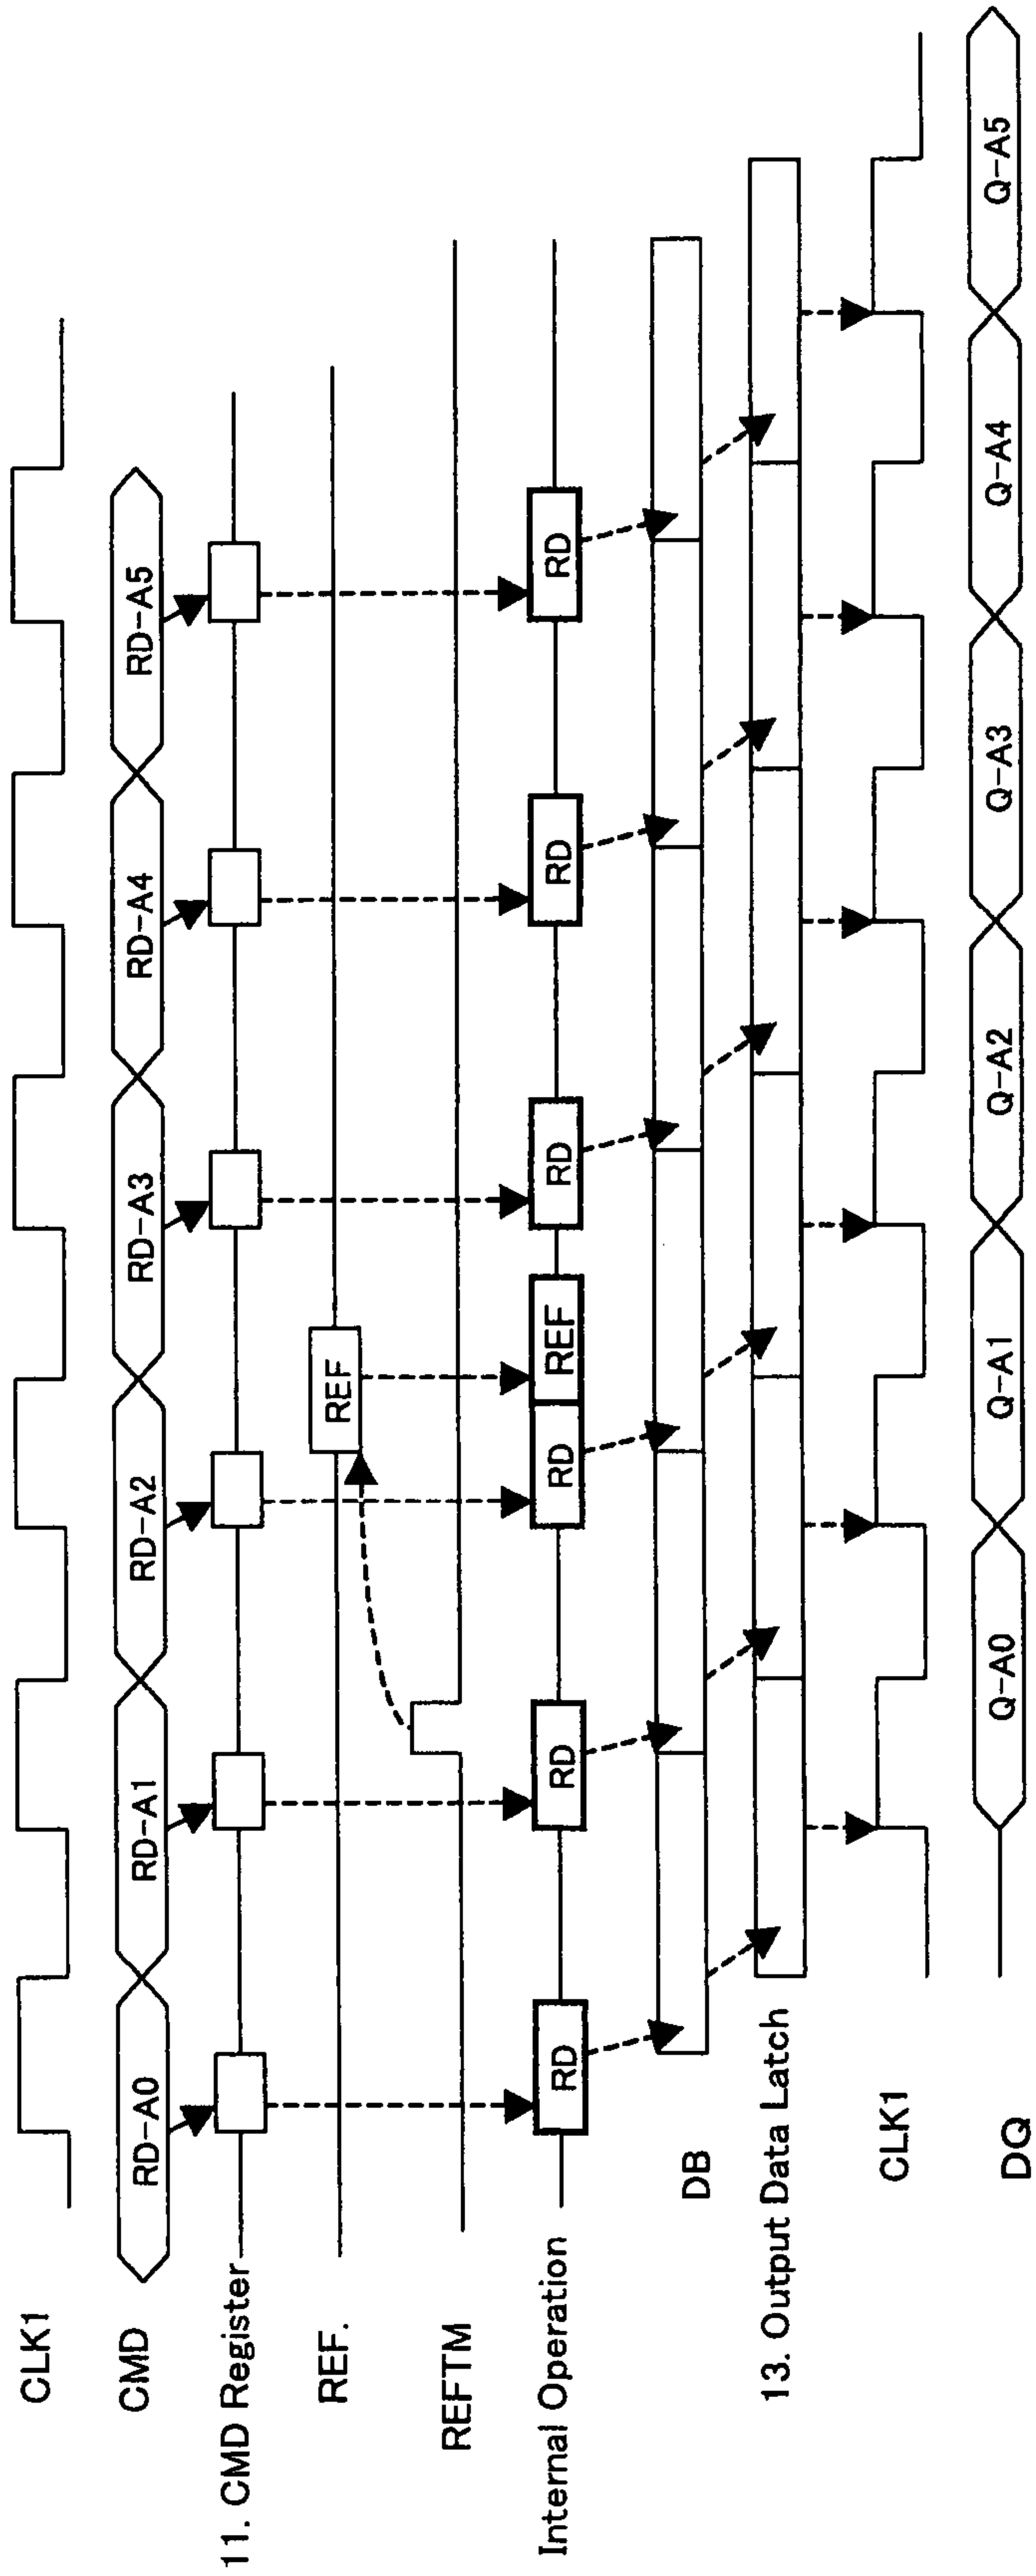 CLK1
CMD RD-A0 RD-A1 RD-A2 RD-A3 RD-A4 RD-A5
11. CMD Register
REF. REF
REFTM
Internal Operation RD RD RD REF RD RD RD
DB
13. Output Data Latch
CLK1
DQ Q-A0 Q-A1 Q-A2 Q-A3 Q-A4 Q-A5